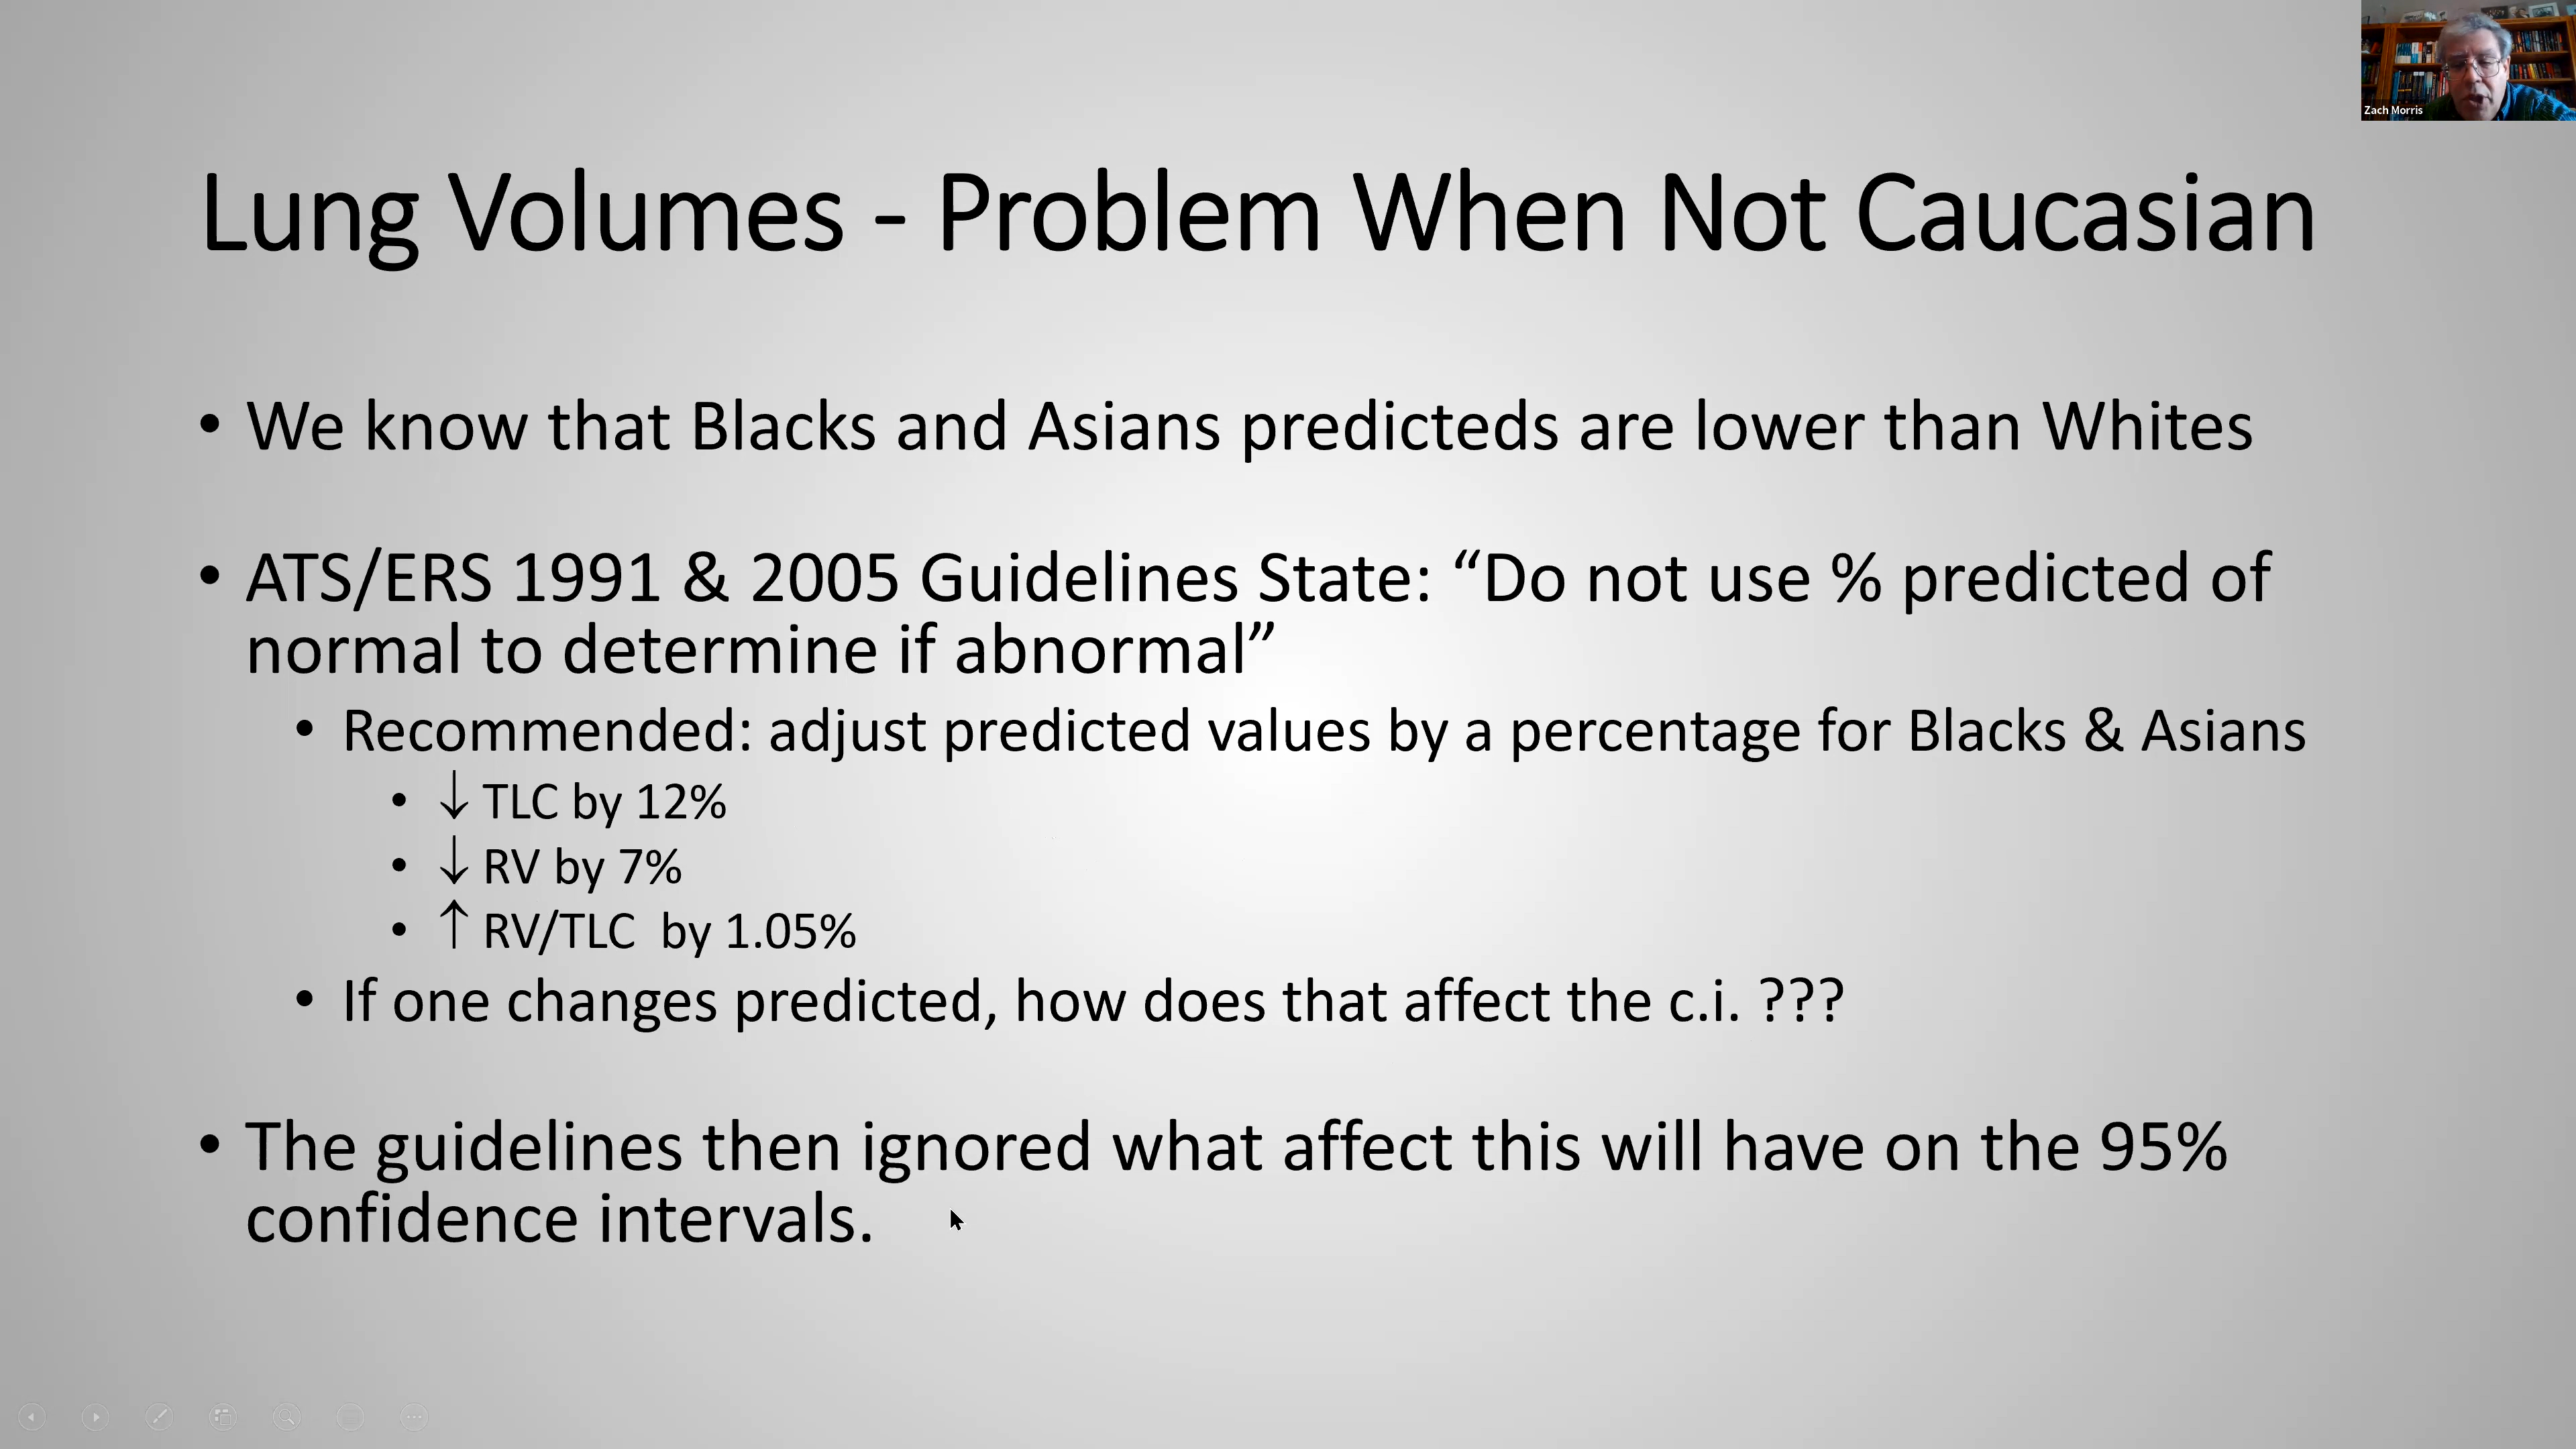 Zach Morris
Lung Volumes - Problem When Not Caucasian
• We know that Blacks and Asians predicteds are lower than Whites
• ATS/ERS 1991 & 2005 Guidelines State: “Do not use % predicted of
normal to determine if abnormal”
• Recommended: adjust predicted values by a percentage for Blacks & Asians
• ↓ TLC by 12%
• ↓ RV by 7%
• ↑ RV/TLC by 1.05%
• If one changes predicted, how does that affect the c.i. ???
• The guidelines then ignored what affect this will have on the 95%
confidence intervals.